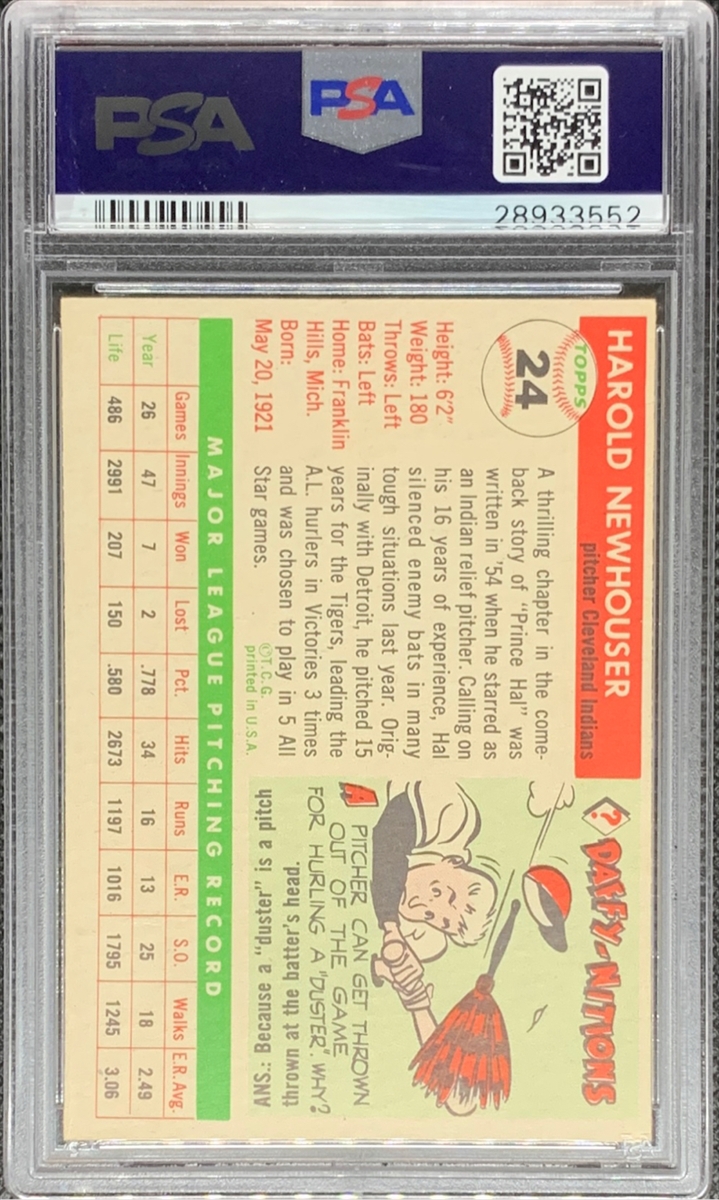 PSA
PSA
28933552
24
TOPPS
HAROLD NEWHOUSER
pitcher Cleveland Indians
Height: 6'2"
Weight: 180
Throws: Left
Bats: Left
Home: Franklin
Hills, Mich.
Born:
May 20, 1921
A thrilling chapter in the come-
back story of "Prince Hal" was
written in '54 when he starred as
an Indian relief pitcher. Calling on
his 16 years of experience, Hal
silenced enemy bats in many
tough situations last year. Orig-
inally with Detroit, he pitched 15
years for the Tigers, leading the
A.L. hurlers in Victories 3 times
and was chosen to play in 5 All
Star games.
©T.C.G.
printed in U.S.A.
? DAFFY-NITIONS
A PITCHER CAN GET THROWN
OUT OF THE GAME
FOR HURLING A "DUSTER". WHY?
ANS.: Because a "duster" is a pitch
thrown at the batter's head.
MAJOR LEAGUE PITCHING RECORD
Games Innings Won Lost Pct. Hits Runs E.R. S.O. Walks E.R.Avg.
Year 26 47 7 2 .778 34 16 13 25 18 2.49
Life 486 2991 207 150 .580 2673 1197 1016 1795 1245 3.06